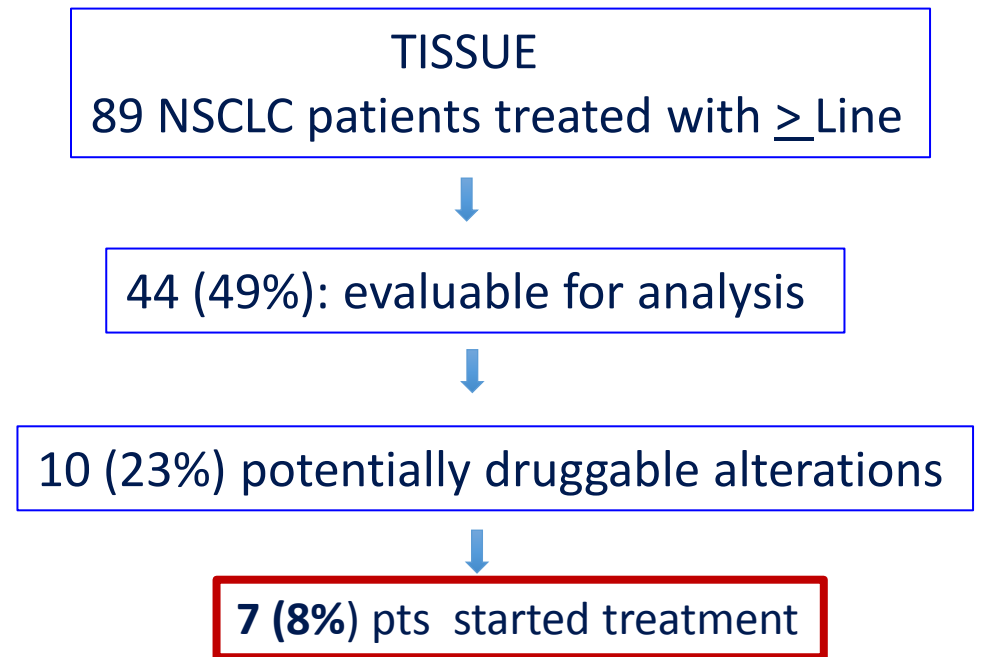 TISSUE
89 NSCLC patients treated with > Line
44 (49%): evaluable for analysis
10 (23%) potentially druggable alterations
7 (8%) pts started treatment